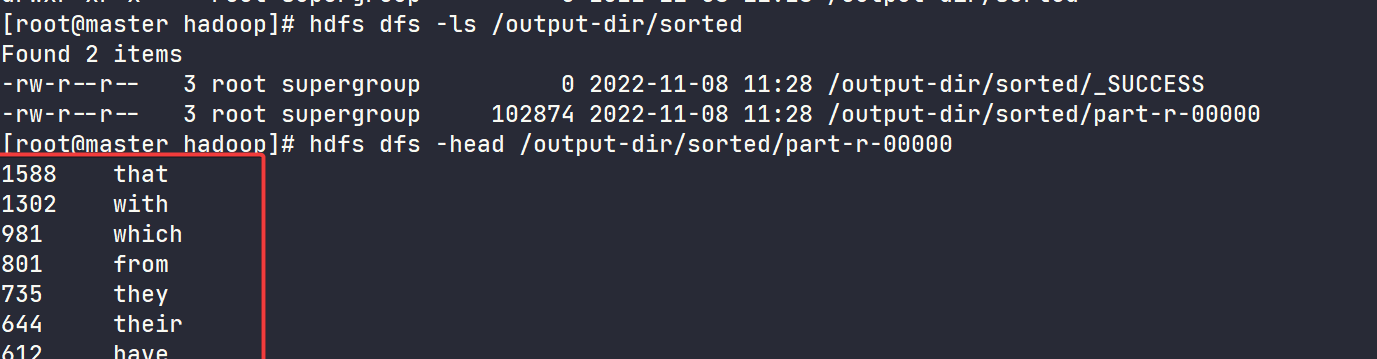 [root@master hadoop]# hdfs dfs -ls /output-dir/sorted
Found 2 items
-rw-r--r--   3 root supergroup          0 2022-11-08 11:28 /output-dir/sorted/_SUCCESS
-rw-r--r--   3 root supergroup     102874 2022-11-08 11:28 /output-dir/sorted/part-r-00000
[root@master hadoop]# hdfs dfs -head /output-dir/sorted/part-r-00000
1588    that
1302    with
981     which
801     from
735     they
644     their
612     have